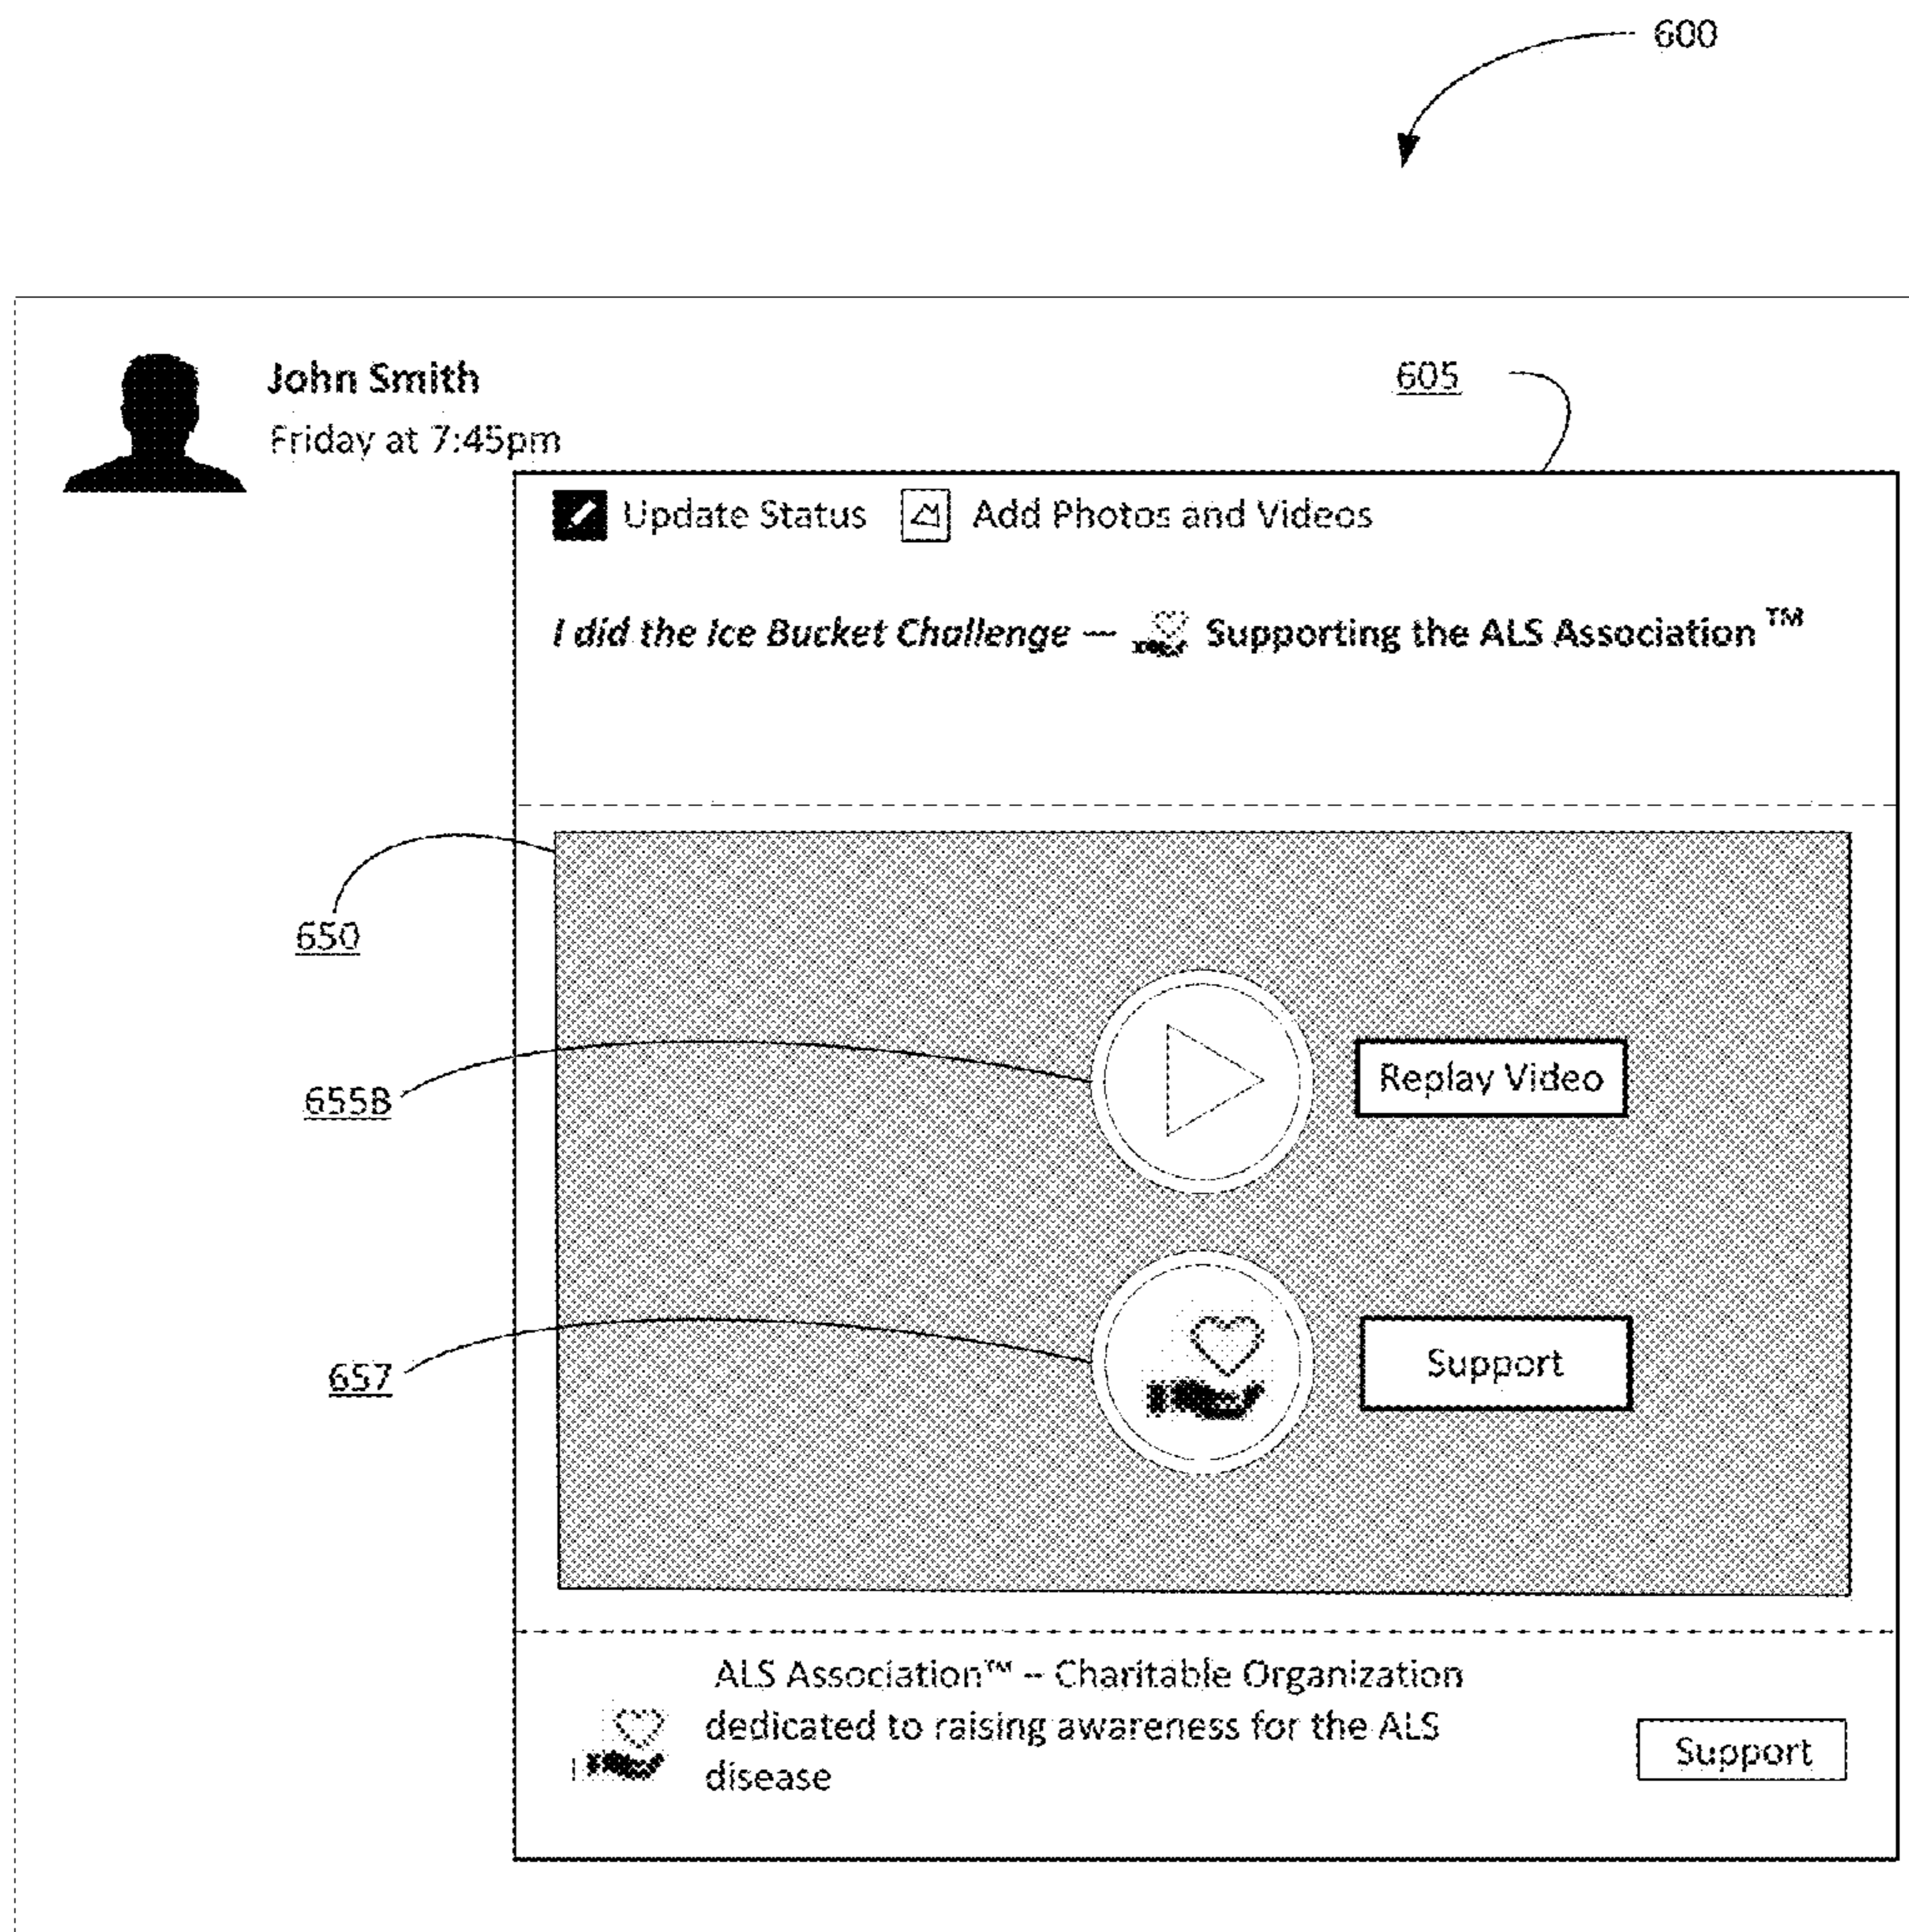 600
John Smith
605
Friday at 7:45pm
Update Status Add Photos and Videos
I did the Ice Bucket Challenge — Supporting the ALS Association ™
650
Replay Video
655B
Support
657
ALS Association™ – Charitable Organization
dedicated to raising awareness for the ALS
Support
disease